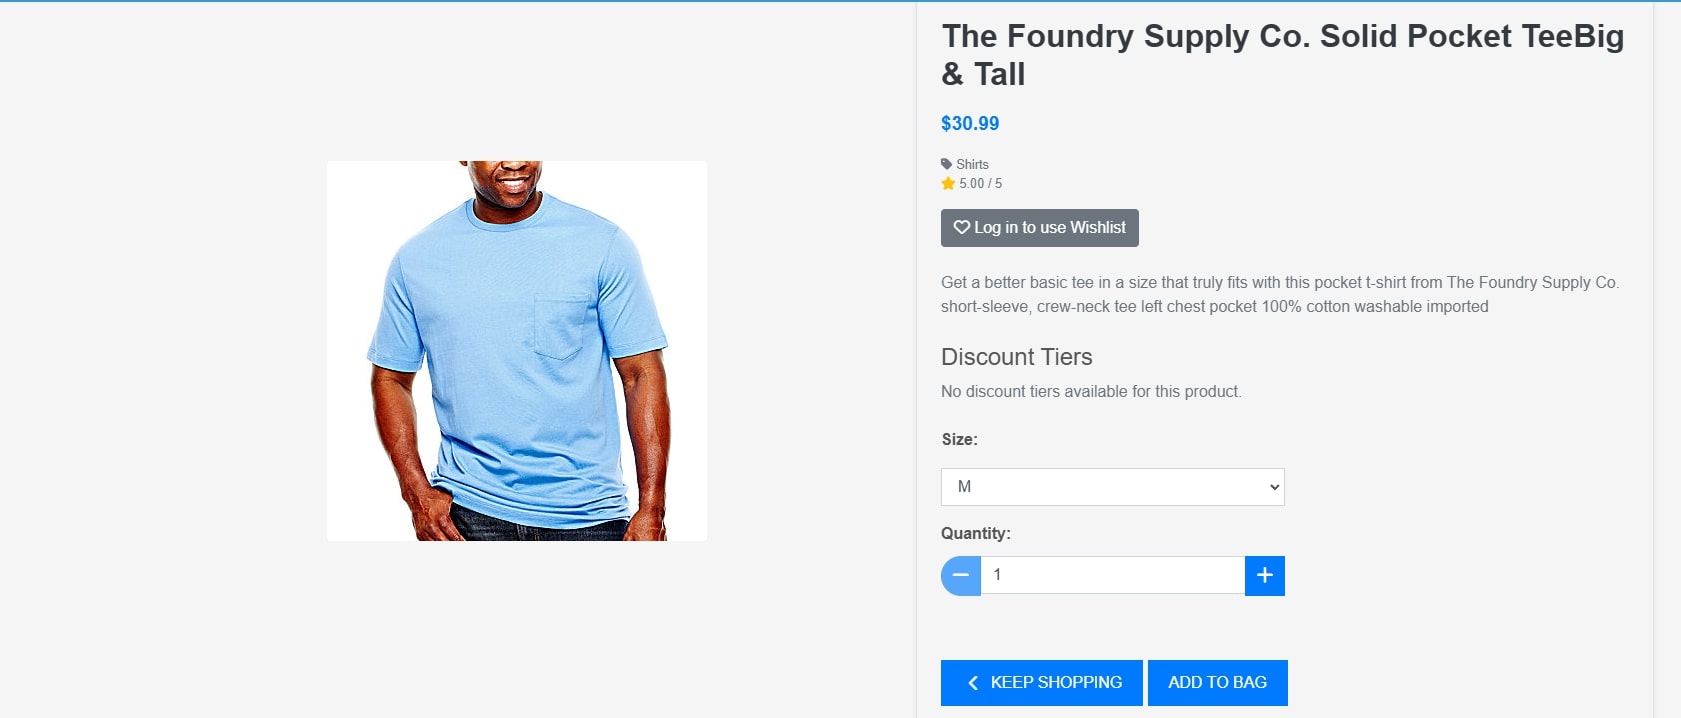 The Foundry Supply Co. Solid Pocket TeeBig
& Tall
$30.99
Shirts
5.00 / 5
Log in to use Wishlist
Get a better basic tee in a size that truly fits with this pocket t-shirt from The Foundry Supply Co.
short-sleeve, crew-neck tee left chest pocket 100% cotton washable imported
Discount Tiers
No discount tiers available for this product.
Size:
M
Quantity:
1
KEEP SHOPPING ADD TO BAG